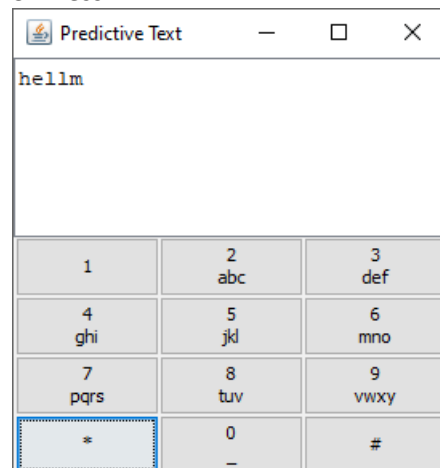 Predictive Text
hellm
1 2 3
abc def
4 5 6
ghi jkl mno
7 8 9
pqrs tuv vwxy
* 0 #
_